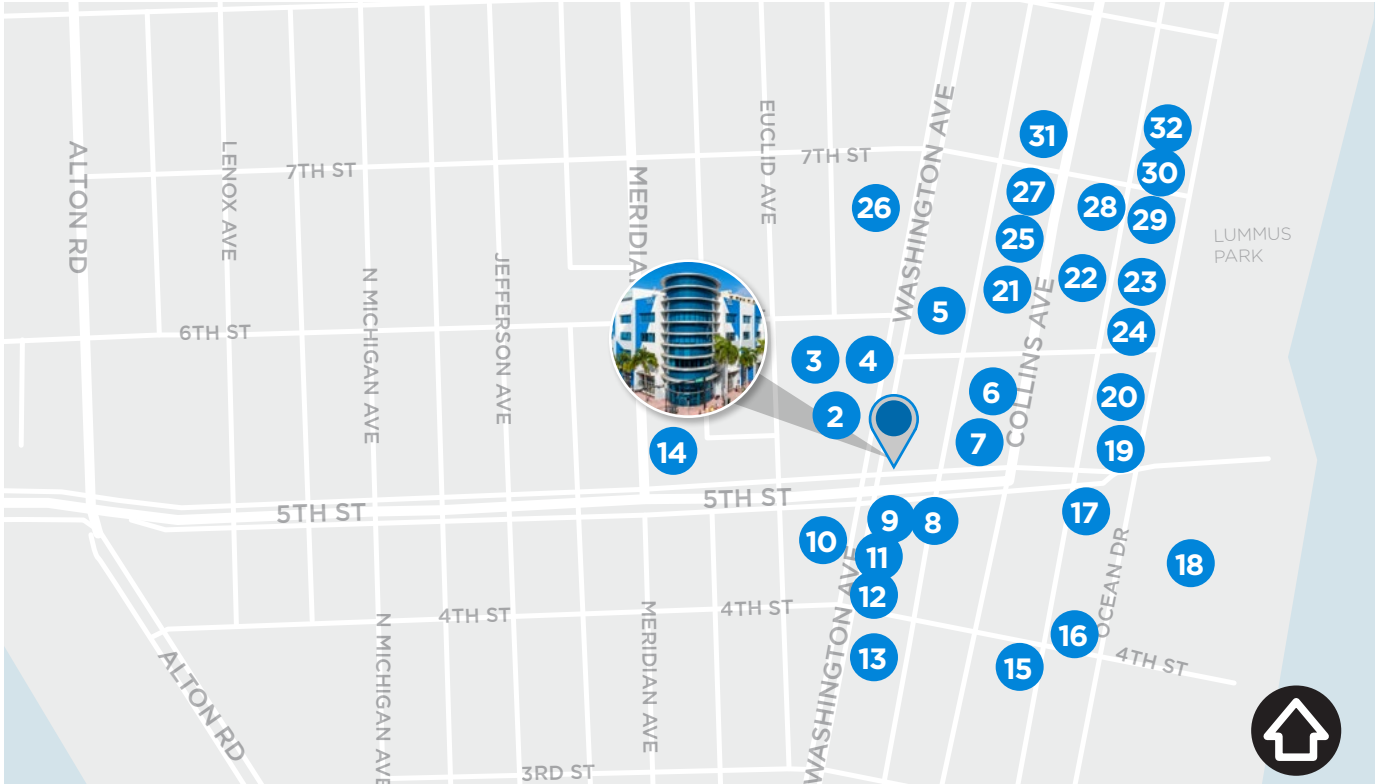 WASHINGTON AVE
EUCLID AVE
31
32
7TH ST
LENOX AVE
ALTON RD
7TH ST
30
MERIDIA
27
28
29
26
25
LUMMUS
PARK
22
23
21
N MICHIGAN AVE
JEFFERSON AVE
5
COLLINS AVE
6TH ST
24
3
4
6
20
2
7
19
14
5TH ST
5TH ST
17
9
8
10
11
18
OCEAN DR
12
4TH ST
4TH ST
WASHINGTON AVE
16
13
15
4TH ST
N MICHIGAN AVE
MERIDIAN AVE
ALTON RD
3RD ST